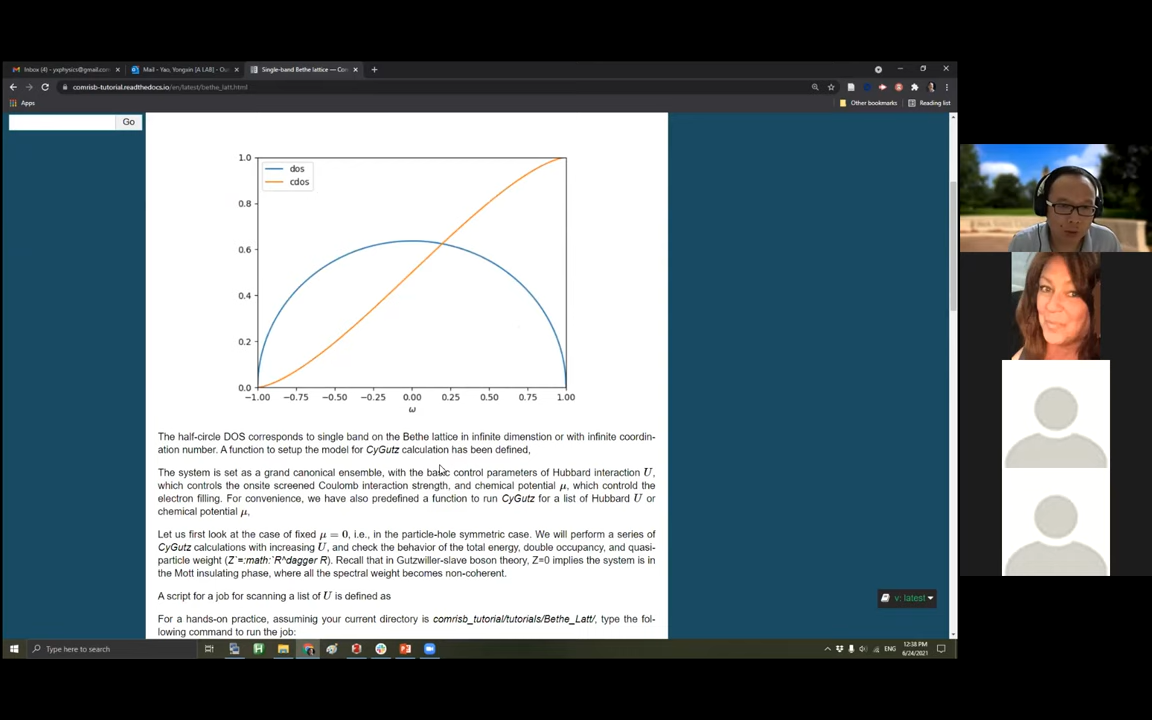 Inbox (4) - yxphysics@gmail.com
Mail - Yao, Yongxin [A LAB] - Ou
Single-band Bethe lattice — Com
comrisb-tutorial.readthedocs.io/en/latest/bethe_latt.html
Apps
Other bookmarks
Reading list
Go
1.0
dos
cdos
0.8
0.6
0.4
0.2
0.0
−1.00 −0.75 −0.50 −0.25 0.00 0.25 0.50 0.75 1.00
ω
The half-circle DOS corresponds to single band on the Bethe lattice in infinite dimenstion or with infinite coordin-
ation number. A function to setup the model for CyGutz calculation has been defined,
The system is set as a grand canonical ensemble, with the basic control parameters of Hubbard interaction U,
which controls the onsite screened Coulomb interaction strength, and chemical potential μ, which controld the
electron filling. For convenience, we have also predefined a function to run CyGutz for a list of Hubbard U or
chemical potential μ,
Let us first look at the case of fixed μ = 0, i.e., in the particle-hole symmetric case. We will perform a series of
CyGutz calculations with increasing U, and check the behavior of the total energy, double occupancy, and quasi-
particle weight (Z`=:math:`R^dagger R). Recall that in Gutzwiller-slave boson theory, Z=0 implies the system is in
the Mott insulating phase, where all the spectral weight becomes non-coherent.
A script for a job for scanning a list of U is defined as
For a hands-on practice, assumining your current directory is comrisb_tutorial/tutorials/Bethe_Latt/, type the fol-
lowing command to run the job:
v: latest
Type here to search
ENG
12:38 PM
6/24/2021